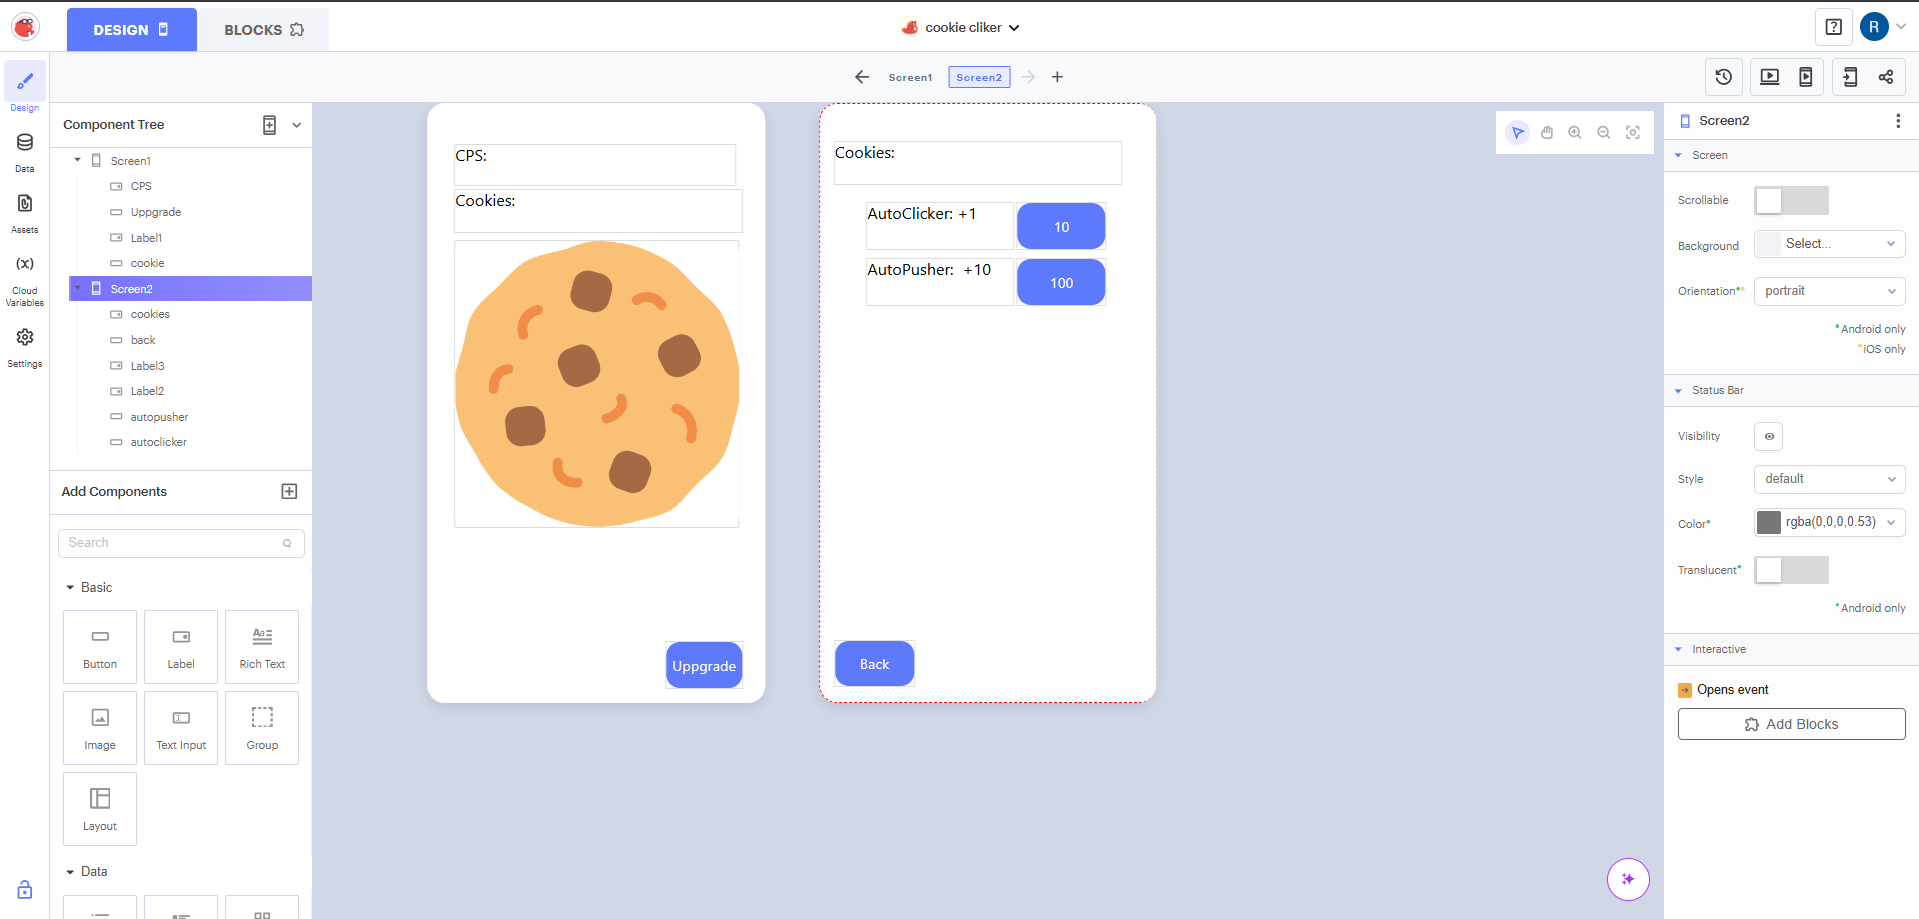 DESIGN
BLOCKS
cookie cliker
?
R
Screen1
Screen2
+
Design
Data
Assets
(x)
Cloud
Variables
Settings
Component Tree
Screen1
CPS
Uppgrade
Label1
cookie
Screen2
cookies
back
Label3
Label2
autopusher
autoclicker
Add Components
Search
Basic
Button
Label
Rich Text
Image
Text Input
Group
Layout
Data
CPS:
Cookies:
Uppgrade
Cookies:
AutoClicker: +1
10
AutoPusher:  +10
100
Back
Screen2
Screen
Scrollable
Background
Select...
Orientation**
portrait
*Android only
*iOS only
Status Bar
Visibility
Style
default
Color*
rgba(0,0,0,0.53)
Translucent*
*Android only
Interactive
Opens event
Add Blocks